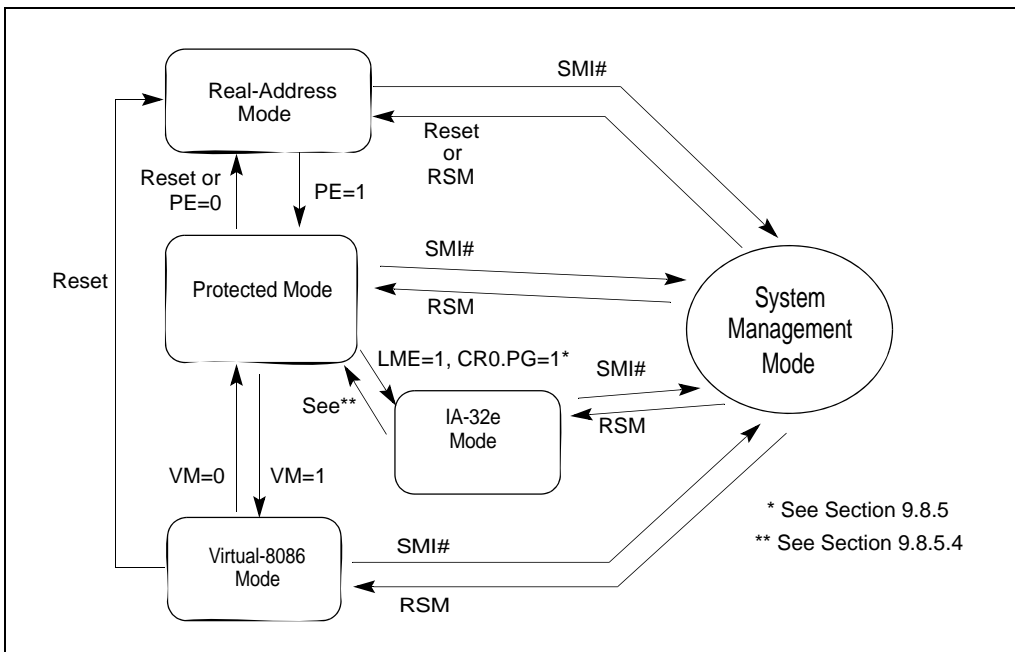 Real-Address
Mode
SMI#
Reset
or
RSM
Reset or
PE=0
PE=1
Reset
Protected Mode
SMI#
RSM
System
Management
Mode
LME=1, CR0.PG=1*
See**
IA-32e
Mode
SMI#
RSM
VM=0
VM=1
Virtual-8086
Mode
SMI#
RSM
* See Section 9.8.5
** See Section 9.8.5.4